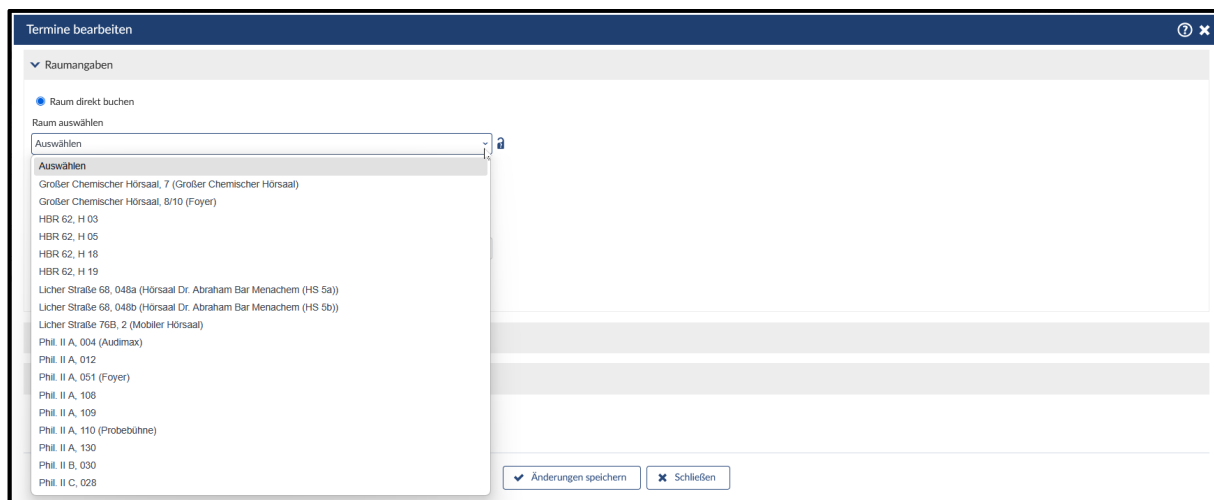 Termine bearbeiten
Raumangaben
Raum direkt buchen
Raum auswählen
Auswählen
Auswählen
Großer Chemischer Hörsaal, 7 (Großer Chemischer Hörsaal)
Großer Chemischer Hörsaal, 8/10 (Foyer)
HBR 62, H 03
HBR 62, H 05
HBR 62, H 18
HBR 62, H 19
Licher Straße 68, 048a (Hörsaal Dr. Abraham Bar Menachem (HS 5a))
Licher Straße 68, 048b (Hörsaal Dr. Abraham Bar Menachem (HS 5b))
Licher Straße 76B, 2 (Mobiler Hörsaal)
Phil. II A, 004 (Audimax)
Phil. II A, 012
Phil. II A, 051 (Foyer)
Phil. II A, 108
Phil. II A, 109
Phil. II A, 110 (Probebühne)
Phil. II A, 130
Phil. II B, 030
Phil. II C, 028
Änderungen speichern Schließen